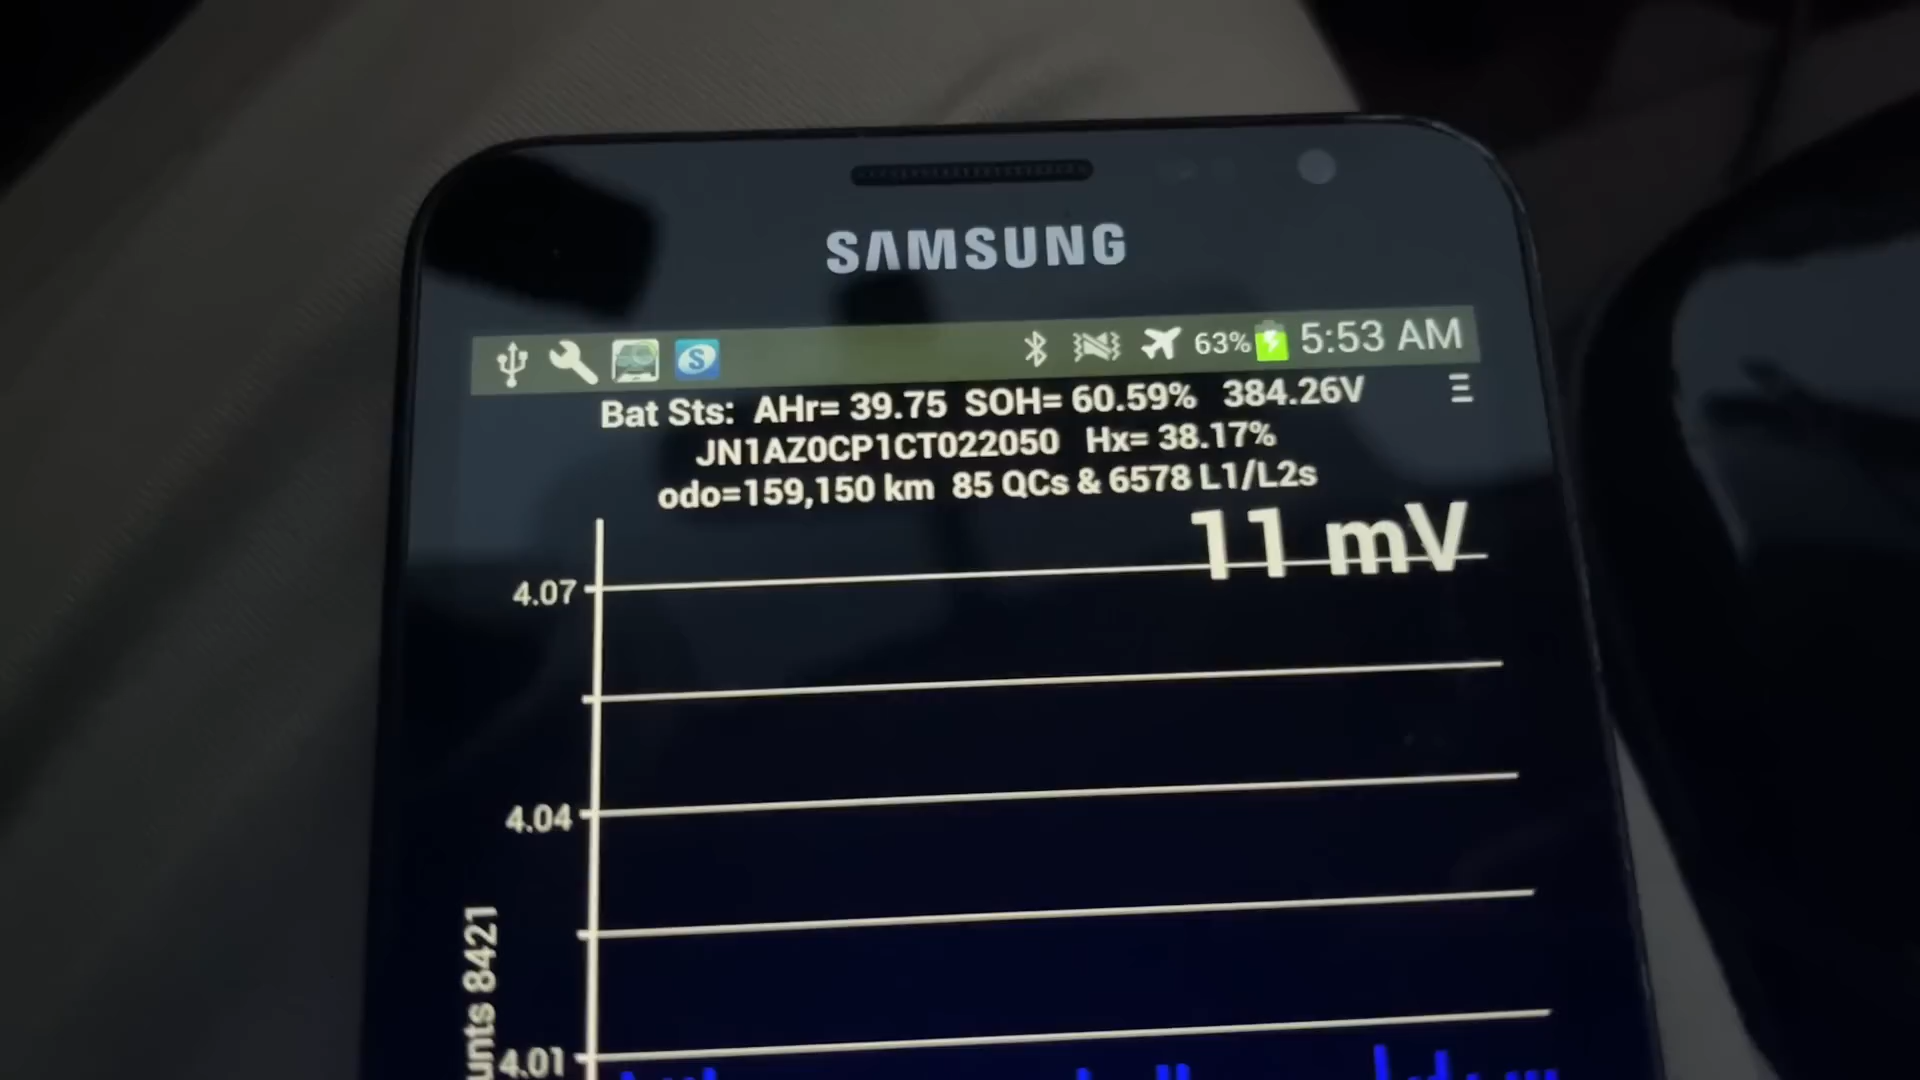 SAMSUNG
63% 5:53 AM
Bat Sts: AHr= 39.75 SOH= 60.59% 384.26V
JN1AZ0CP1CT022050 Hx= 38.17%
odo=159,150 km 85 QCs & 6578 L1/L2s
11 mV
4.07
4.04
4.01
8421